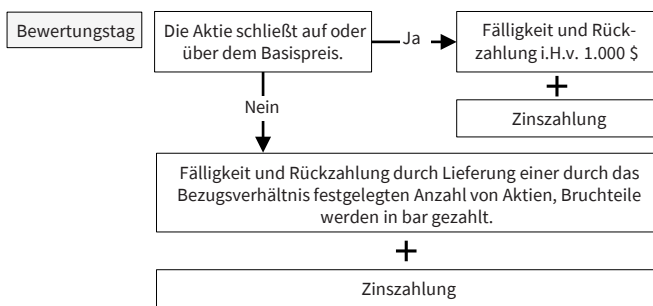 Bewertungstag
Die Aktie schließt auf oder
über dem Basispreis.
Ja
Fälligkeit und Rück-
zahlung i.H.v. 1.000 $
+
Zinszahlung
Nein
Fälligkeit und Rückzahlung durch Lieferung einer durch das
Bezugsverhältnis festgelegten Anzahl von Aktien, Bruchteile
werden in bar gezahlt.
+
Zinszahlung